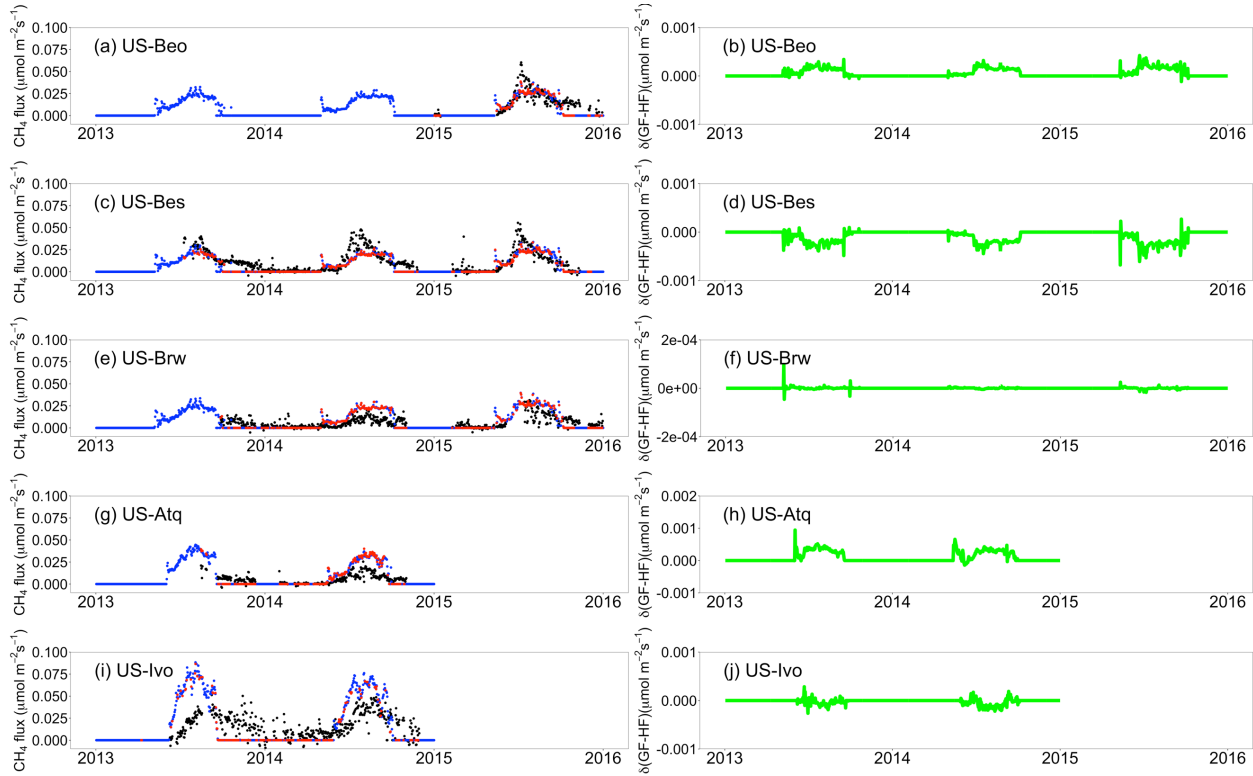 CH₄ flux (μmol m⁻²s⁻¹)
(a) US-Beo
0.100
0.075
0.050
0.025
0.000
2013 2014 2015 2016
δ(GF-HF)(μmol m⁻²s⁻¹)
(b) US-Beo
0.001
0.000
-0.001
2013 2014 2015 2016
CH₄ flux (μmol m⁻²s⁻¹)
(c) US-Bes
0.100
0.075
0.050
0.025
0.000
2013 2014 2015 2016
δ(GF-HF)(μmol m⁻²s⁻¹)
(d) US-Bes
0.001
0.000
-0.001
2013 2014 2015 2016
CH₄ flux (μmol m⁻²s⁻¹)
(e) US-Brw
0.100
0.075
0.050
0.025
0.000
2013 2014 2015 2016
δ(GF-HF)(μmol m⁻²s⁻¹)
(f) US-Brw
2e-04
0e+00
-2e-04
2013 2014 2015 2016
CH₄ flux (μmol m⁻²s⁻¹)
(g) US-Atq
0.100
0.075
0.050
0.025
0.000
2013 2014 2015 2016
δ(GF-HF)(μmol m⁻²s⁻¹)
(h) US-Atq
0.002
0.001
0.000
-0.001
2013 2014 2015 2016
CH₄ flux (μmol m⁻²s⁻¹)
(i) US-Ivo
0.100
0.075
0.050
0.025
0.000
2013 2014 2015 2016
δ(GF-HF)(μmol m⁻²s⁻¹)
(j) US-Ivo
0.001
0.000
-0.001
2013 2014 2015 2016